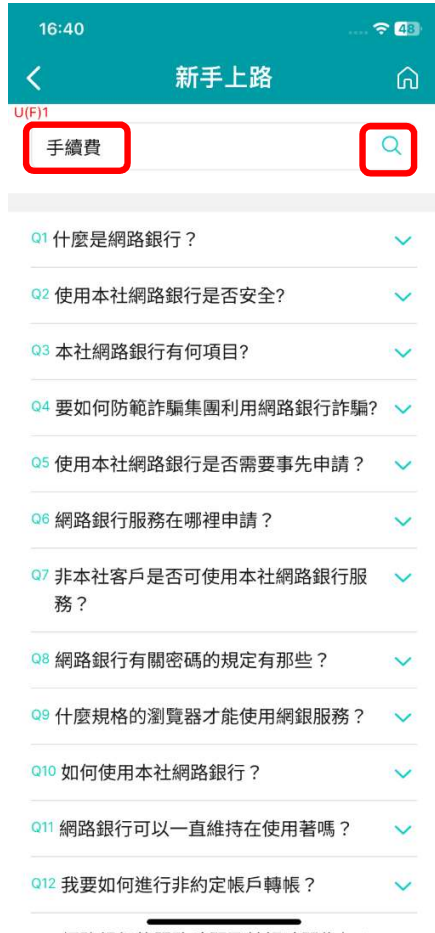 16:40
48
新手上路
U(F)1
手續費
Q1 什麼是網路銀行？
Q2 使用本社網路銀行是否安全?
Q3 本社網路銀行有何項目?
Q4 要如何防範詐騙集團利用網路銀行詐騙?
Q5 使用本社網路銀行是否需要事先申請？
Q6 網路銀行服務在哪裡申請？
Q7 非本社客戶是否可使用本社網路銀行服
務？
Q8 網路銀行有關密碼的規定有那些？
Q9 什麼規格的瀏覽器才能使用網銀服務？
Q10 如何使用本社網路銀行？
Q11 網路銀行可以一直維持在使用著嗎？
Q12 我要如何進行非約定帳戶轉帳？